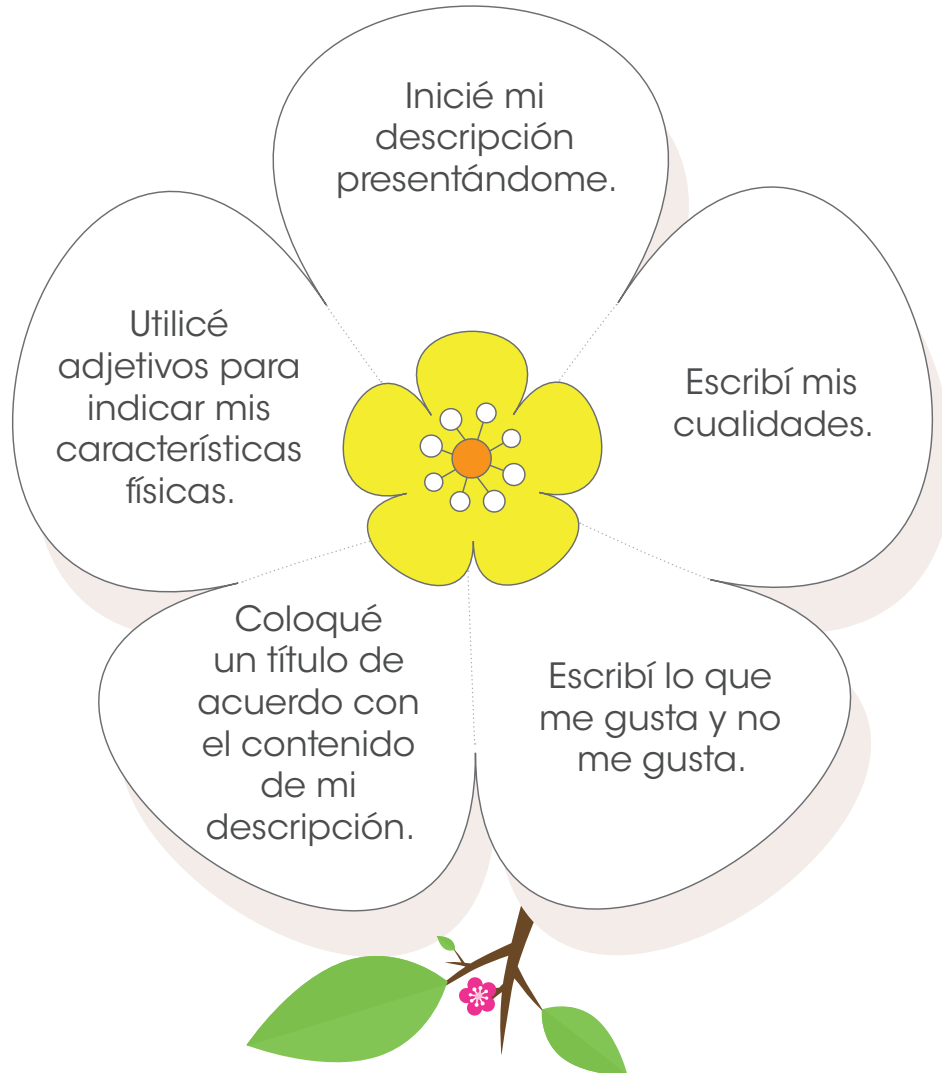 Inicié mi
descripción
presentándome.
Utilicé
adjetivos para
indicar mis
características
físicas.
Escribí mis
cualidades.
Coloqué
un título de
acuerdo con
el contenido
de mi
descripción.
Escribí lo que
me gusta y no
me gusta.